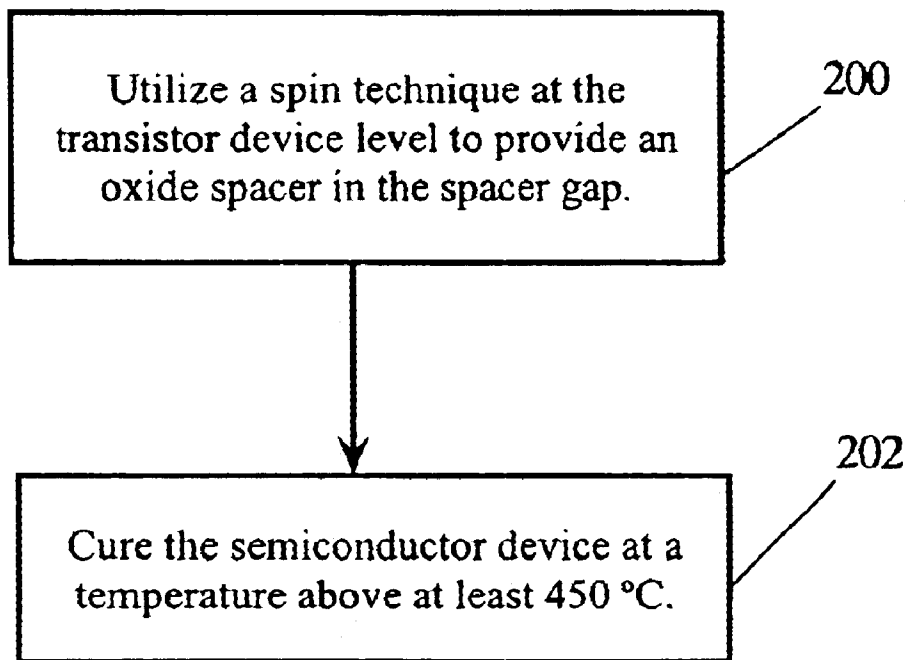 Utilize a spin technique at the
transistor device level to provide an
oxide spacer in the spacer gap.
200
Cure the semiconductor device at a
temperature above at least 450 ºC.
202